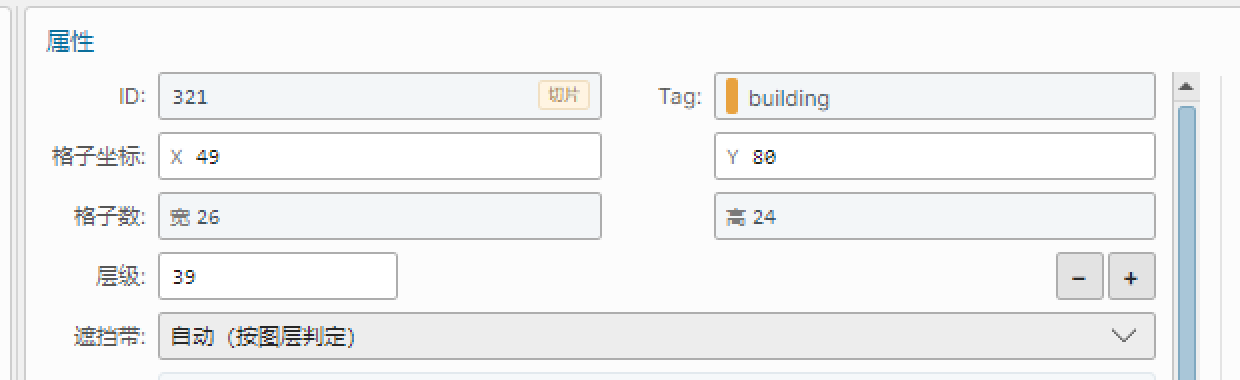 属性
ID: 321 切片 Tag: building
格子坐标: X 49 Y 80
格子数: 宽 26 高 24
层级: 39 - +
遮挡带: 自动（按图层判定）